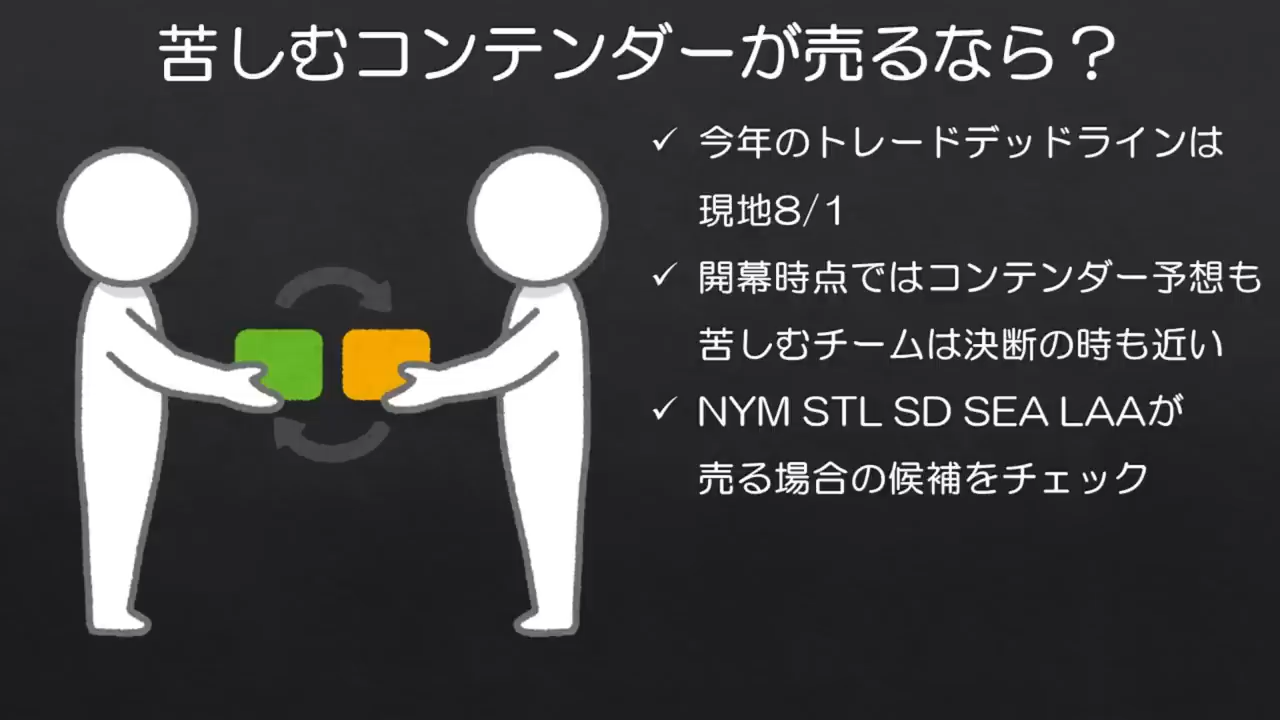 苦しむコンテンダーが売るなら？
✓ 今年のトレードデッドラインは
現地8/1
✓ 開幕時点ではコンテンダー予想も
苦しむチームは決断の時も近い
✓ NYM STL SD SEA LAAが
売る場合の候補をチェック